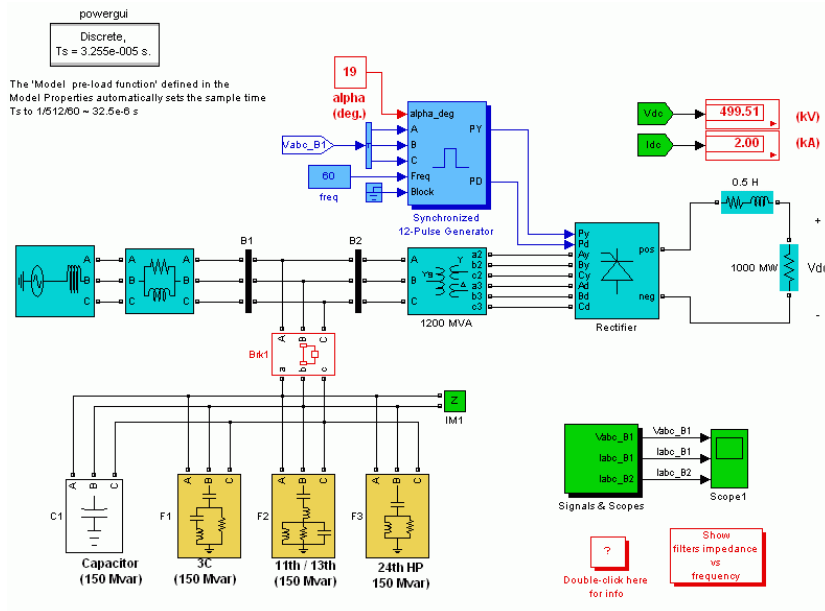 powergui
Discrete,
Ts = 3.255e-005 s.
The 'Model pre-load function' defined in the
Model Properties automatically sets the sample time
Ts to 1/512/60 ~ 32.5e-6 s
19
alpha
(deg.)
Vabc_B1
T
60
freq
alpha_deg
A
B
C
Freq
Block
PY
PD
Synchronized
12-Pulse Generator
Vdc
499.51
(kV)
Idc
2.00
(kA)
0.5 H
+
1000 MW
Vdc
-
A
B
C
A
B
C
A
B
C
B1
B2
A
B
C
Yg
Y
Δ
a2
b2
c2
a3
b3
c3
1200 MVA
Py
Pd
Ay
By
Cy
Ad
Bd
Cd
pos
neg
Rectifier
Brk1
A
B
C
a
b
c
Z
IM1
A
B
C
C1
Capacitor
(150 Mvar)
A
B
C
F1
3C
(150 Mvar)
A
B
C
F2
11th / 13th
(150 Mvar)
A
B
C
F3
24th HP
150 Mvar)
Vabc_B1
Iabc_B1
Iabc_B2
Vabc_B1
Iabc_B1
Iabc_B2
Signals & Scopes
Scope1
?
Double-click here
for info
Show
filters impedance
vs
frequency